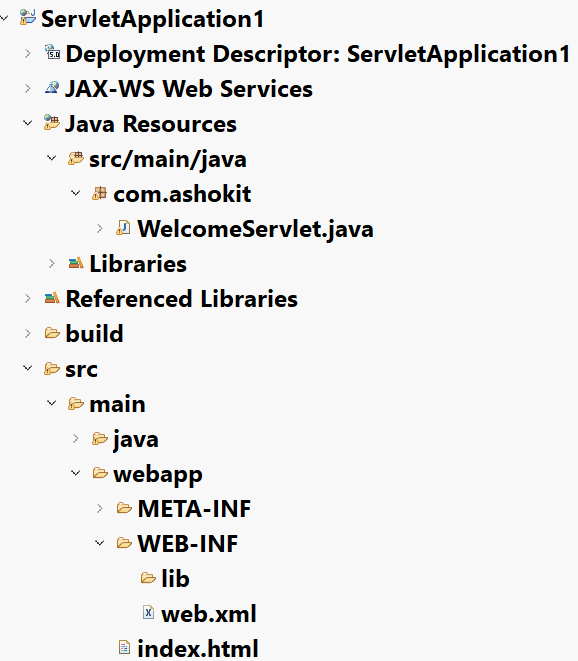 ServletApplication1
Deployment Descriptor: ServletApplication1
JAX-WS Web Services
Java Resources
src/main/java
com.ashokit
WelcomeServlet.java
Libraries
Referenced Libraries
build
src
main
java
webapp
META-INF
WEB-INF
lib
web.xml
index.html